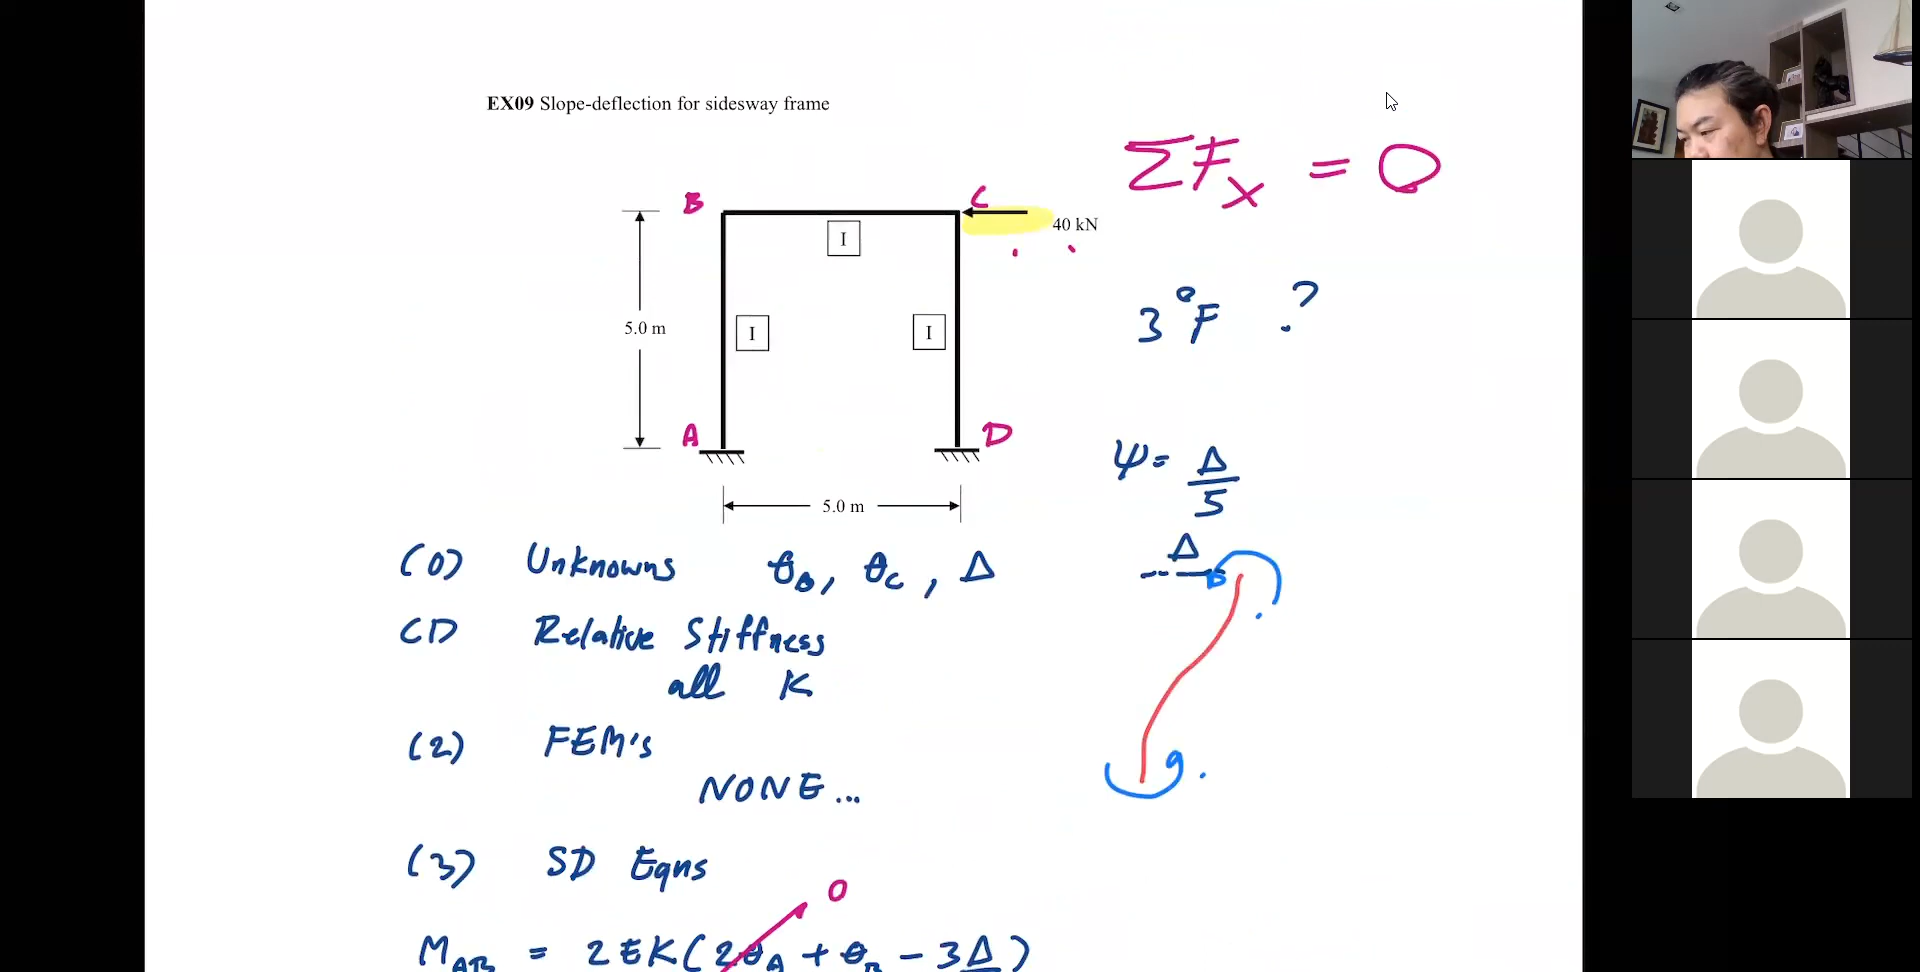 EX09 Slope-deflection for sidesway frame
ΣFx = 0
B
C
40 kN
I
3°F ?
5.0 m
I
I
A
D
ψ = Δ/5
5.0 m
(0) Unknowns θB, θC, Δ
Δ
(1) Relative Stiffness
all K
(2) FEM's
NONE...
(3) SD Eqns
0
MAB = 2EK(2θA + θB - 3Δ)